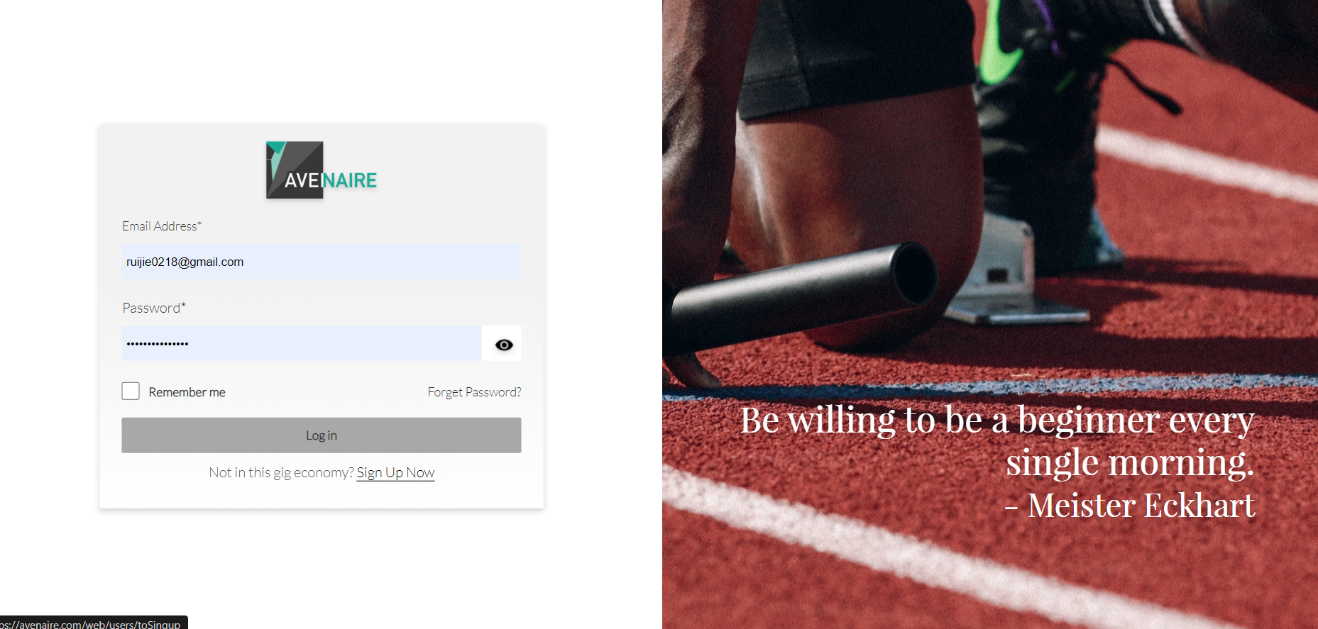 AVENAIRE
Email Address*
ruijie0218@gmail.com
Password*
•••••••••••••••
Remember me
Forget Password?
Log in
Not in this gig economy? Sign Up Now
Be willing to be a beginner every
single morning.
- Meister Eckhart
ps://avenaire.com/web/users/toSingup